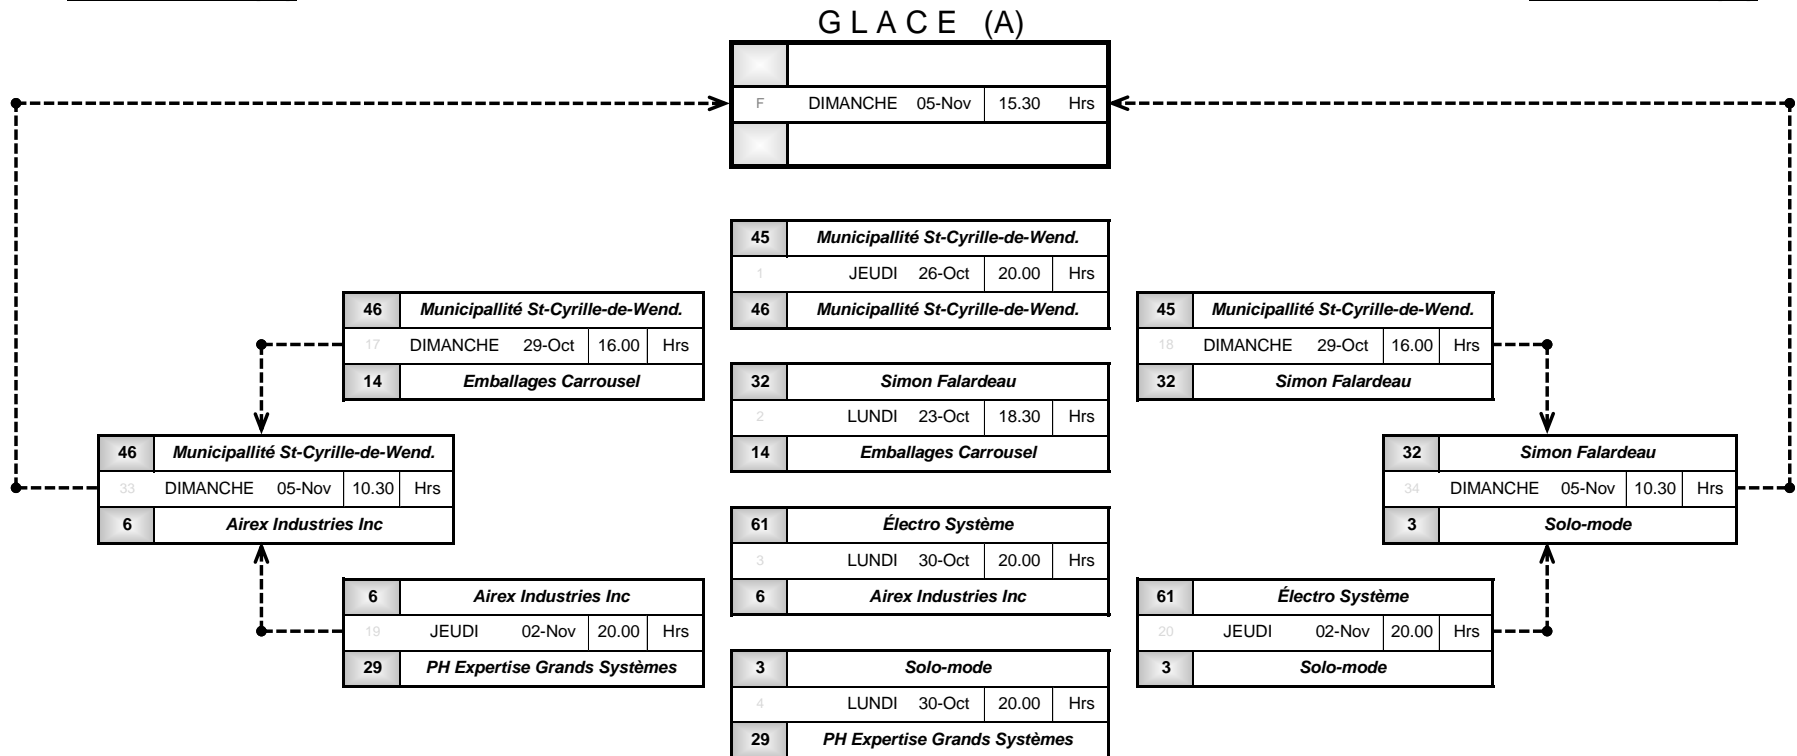 GLACE (A)
F DIMANCHE 05-Nov 15.30 Hrs
45 Municipallité St-Cyrille-de-Wend.
1 JEUDI 26-Oct 20.00 Hrs
46 Municipallité St-Cyrille-de-Wend.
46 Municipallité St-Cyrille-de-Wend.
17 DIMANCHE 29-Oct 16.00 Hrs
14 Emballages Carrousel
45 Municipallité St-Cyrille-de-Wend.
18 DIMANCHE 29-Oct 16.00 Hrs
32 Simon Falardeau
32 Simon Falardeau
2 LUNDI 23-Oct 18.30 Hrs
14 Emballages Carrousel
46 Municipallité St-Cyrille-de-Wend.
33 DIMANCHE 05-Nov 10.30 Hrs
6 Airex Industries Inc
32 Simon Falardeau
34 DIMANCHE 05-Nov 10.30 Hrs
3 Solo-mode
61 Électro Système
3 LUNDI 30-Oct 20.00 Hrs
6 Airex Industries Inc
6 Airex Industries Inc
19 JEUDI 02-Nov 20.00 Hrs
29 PH Expertise Grands Systèmes
61 Électro Système
20 JEUDI 02-Nov 20.00 Hrs
3 Solo-mode
3 Solo-mode
4 LUNDI 30-Oct 20.00 Hrs
29 PH Expertise Grands Systèmes